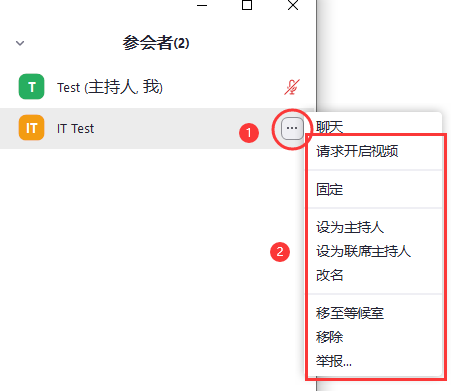 参会者(2)
T Test (主持人, 我)
IT IT Test
1
聊天
请求开启视频
固定
设为主持人
2
设为联席主持人
改名
移至等候室
移除
举报...